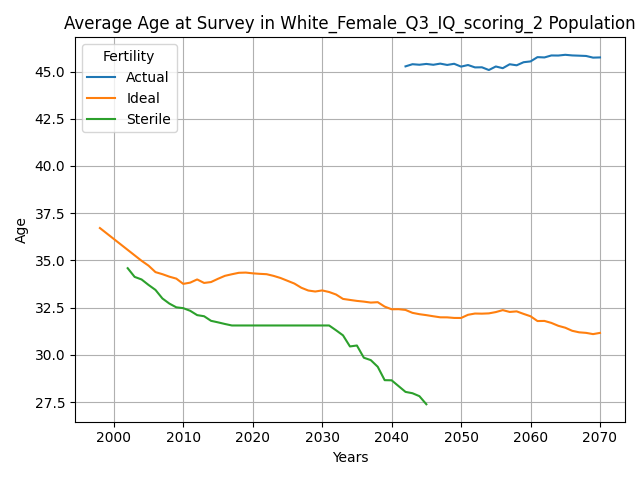 Average Age at Survey in White_Female_Q3_IQ_scoring_2 Population
Fertility
Actual
Ideal
Sterile
45.0
42.5
40.0
37.5
35.0
32.5
30.0
27.5
Age
2000 2010 2020 2030 2040 2050 2060 2070
Years